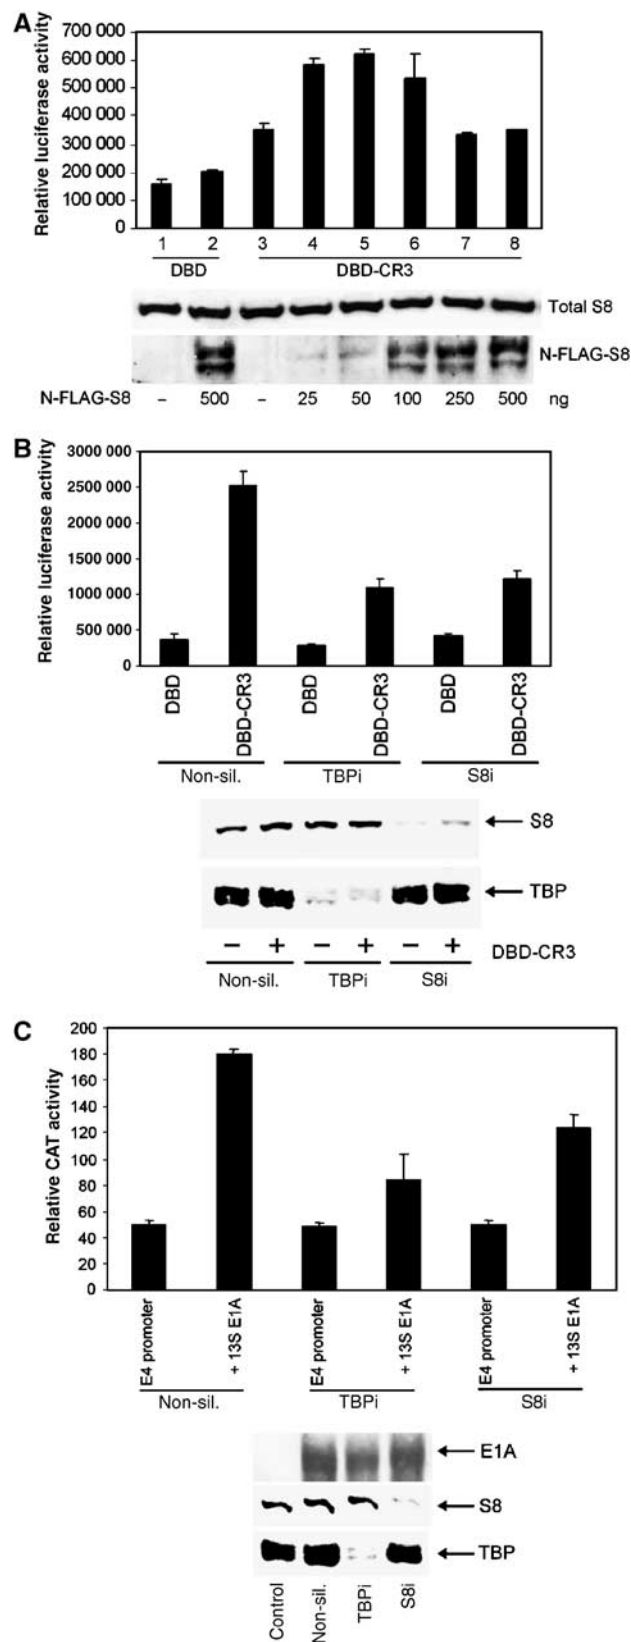 A
Relative luciferase activity
700 000
600 000
500 000
400 000
300 000
200 000
100 000
0
1 2 3 4 5 6 7 8
DBD DBD-CR3
Total S8
N-FLAG-S8
N-FLAG-S8 – 500 – 25 50 100 250 500 ng
B
Relative luciferase activity
3000 000
2500 000
2000 000
1500 000
1000 000
500 000
0
DBD DBD-CR3 DBD DBD-CR3 DBD DBD-CR3
Non-sil. TBPi S8i
S8
TBP
– + – + – + DBD-CR3
Non-sil. TBPi S8i
C
Relative CAT activity
200
180
160
140
120
100
80
60
40
20
0
E4 promoter + 13S E1A E4 promoter + 13S E1A E4 promoter + 13S E1A
Non-sil. TBPi S8i
E1A
S8
TBP
Control Non-sil. TBPi S8i